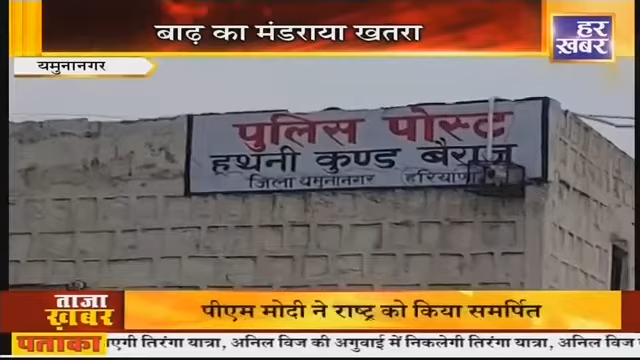 बाढ़ का मंडराया खतरा
हर
ख़बर
यमुनानगर
पुलिस पोस्ट
हथनी कुण्ड बैराज
जिला यमुनानगर हरियाणा
ताजा
ख़बर
पीएम मोदी ने राष्ट्र को किया समर्पित
पताका
एगी तिरंगा यात्रा, अनिल विज की अगुवाई में निकलेगी तिरंगा यात्रा, अनिल विज